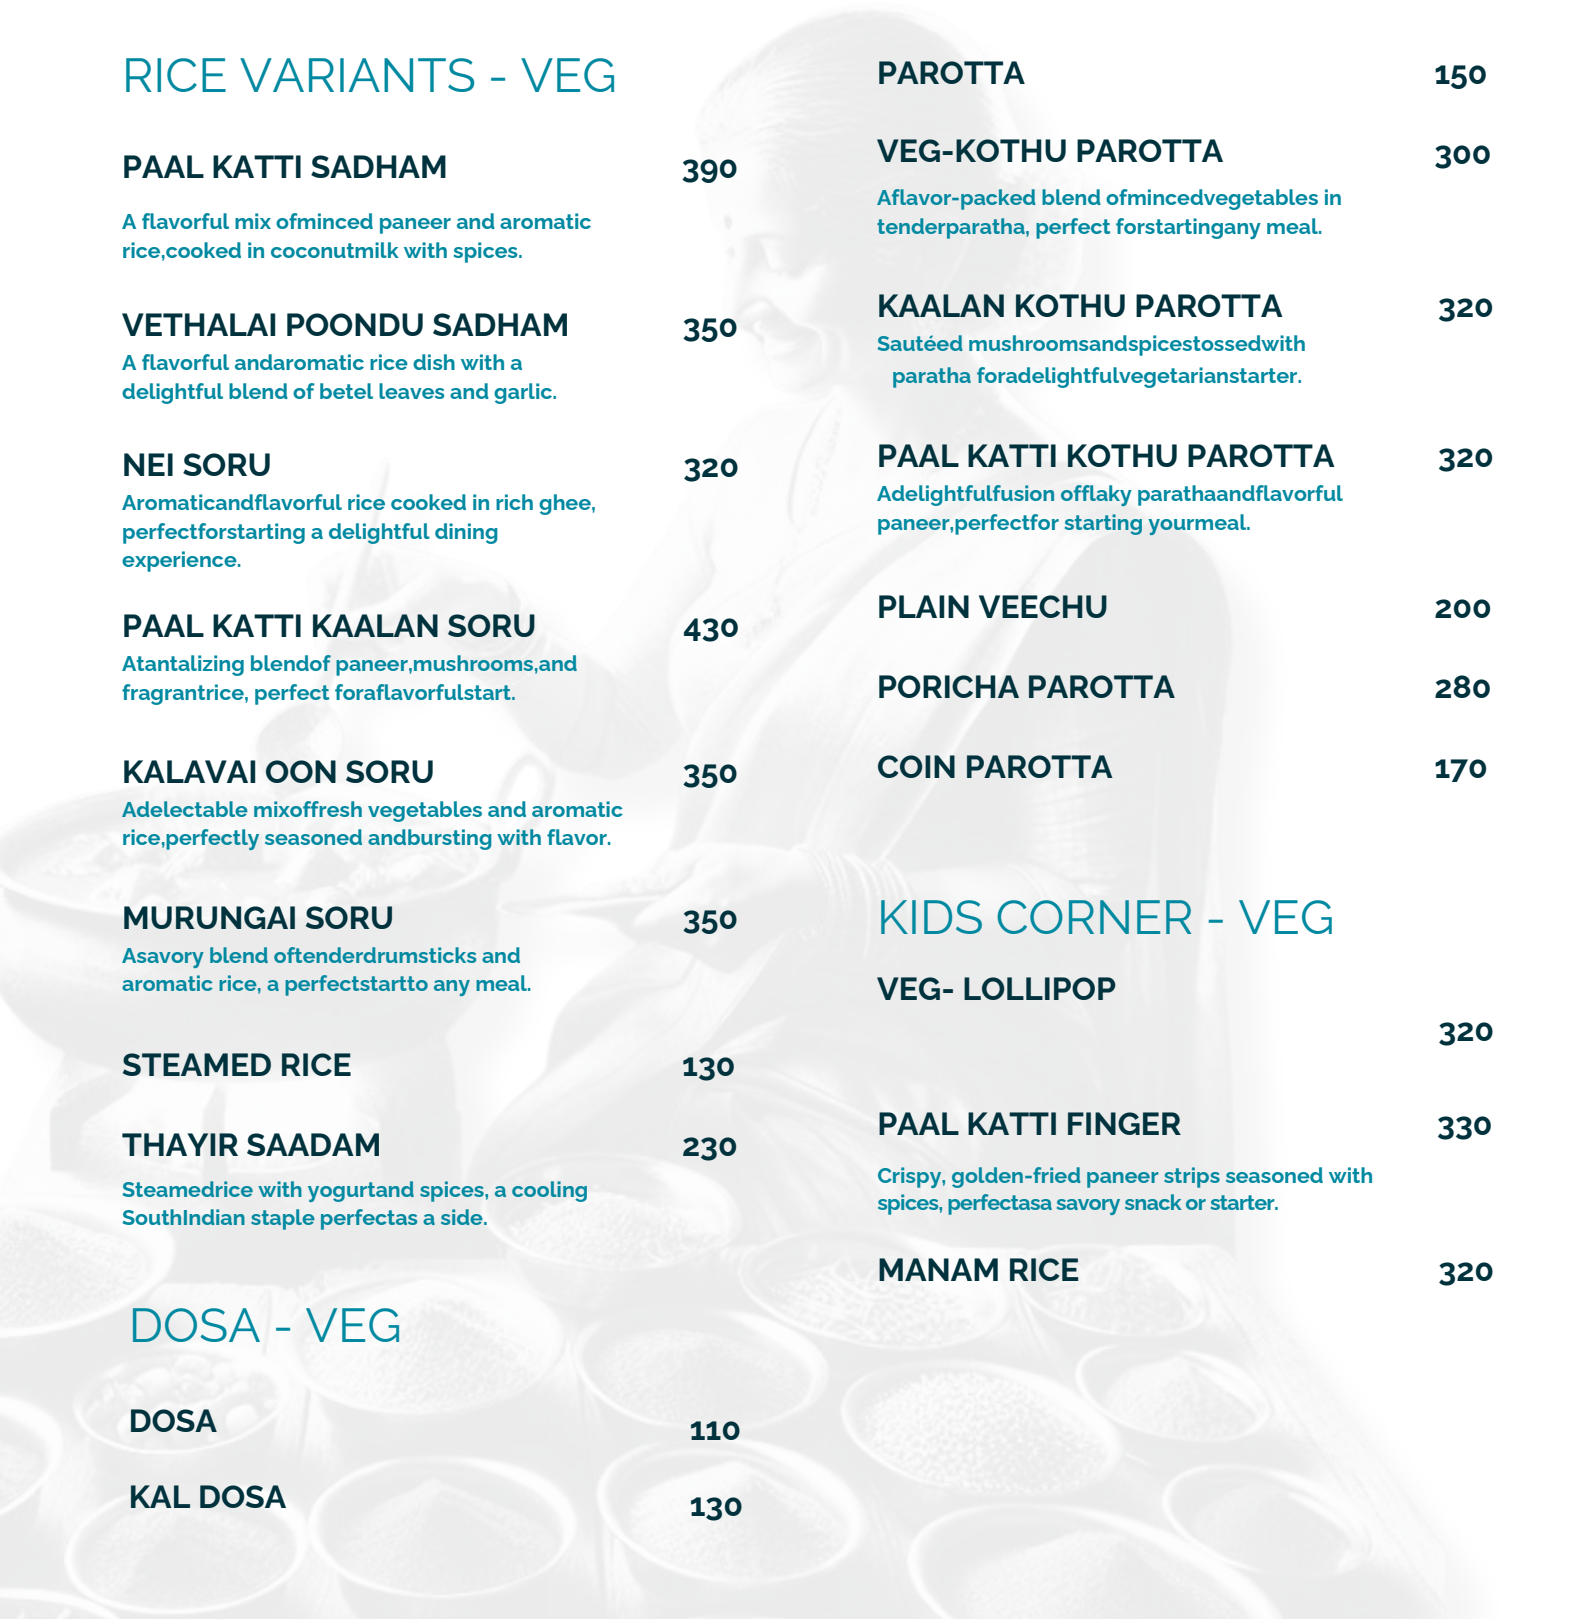 RICE VARIANTS - VEG
PAAL KATTI SADHAM 390
A flavorful mix ofminced paneer and aromatic
rice,cooked in coconutmilk with spices.
VETHALAI POONDU SADHAM 350
A flavorful andaromatic rice dish with a
delightful blend of betel leaves and garlic.
NEI SORU 320
Aromaticandflavorful rice cooked in rich ghee,
perfectforstarting a delightful dining
experience.
PAAL KATTI KAALAN SORU 430
Atantalizing blendof paneer,mushrooms,and
fragrantrice, perfect foraflavorfulstart.
KALAVAI OON SORU 350
Adelectable mixoffresh vegetables and aromatic
rice,perfectly seasoned andbursting with flavor.
MURUNGAI SORU 350
Asavory blend oftenderdrumsticks and
aromatic rice, a perfectstartto any meal.
STEAMED RICE 130
THAYIR SAADAM 230
Steamedrice with yogurtand spices, a cooling
SouthIndian staple perfectas a side.
DOSA - VEG
DOSA 110
KAL DOSA 130
PAROTTA 150
VEG-KOTHU PAROTTA 300
Aflavor-packed blend ofmincedvegetables in
tenderparatha, perfect forstartingany meal.
KAALAN KOTHU PAROTTA 320
Sautéed mushroomsandspicestossedwith
paratha foradelightfulvegetarianstarter.
PAAL KATTI KOTHU PAROTTA 320
Adelightfulfusion offlaky parathaandflavorful
paneer,perfectfor starting yourmeal.
PLAIN VEECHU 200
PORICHA PAROTTA 280
COIN PAROTTA 170
KIDS CORNER - VEG
VEG- LOLLIPOP
320
PAAL KATTI FINGER 330
Crispy, golden-fried paneer strips seasoned with
spices, perfectasa savory snack or starter.
MANAM RICE 320